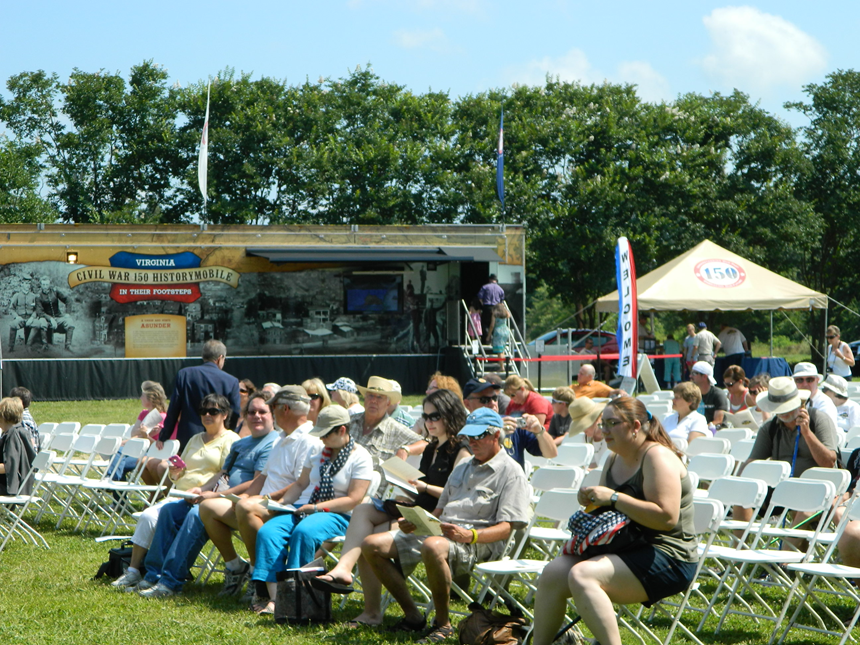 VIRGINIA
CIVIL WAR 150 HISTORYMOBILE
IN THEIR FOOTSTEPS
ASUNDER
WELCOME
150